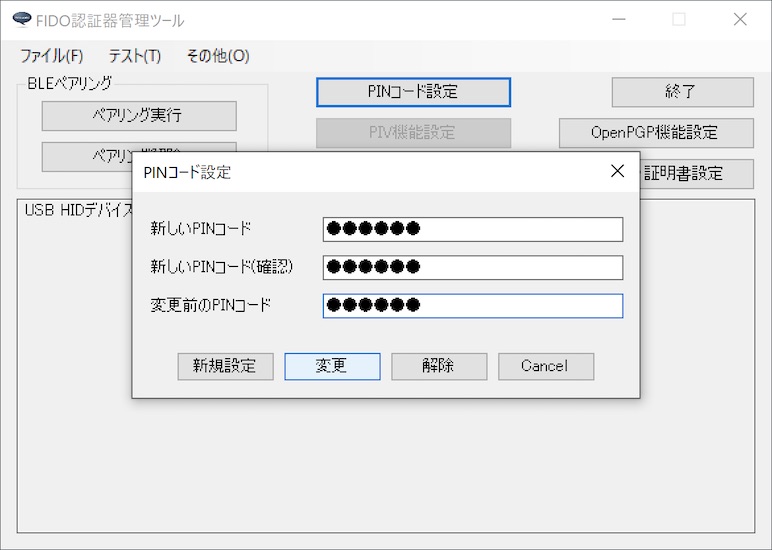 FIDO認証器管理ツール
ファイル(F) テスト(T) その他(O)
BLEペアリング
PINコード設定
終了
ペアリング実行
PIV機能設定
OpenPGP機能設定
ペアリング
証明書設定
USB HIDデバイス
PINコード設定
新しいPINコード
新しいPINコード(確認)
変更前のPINコード
新規設定 変更 解除 Cancel